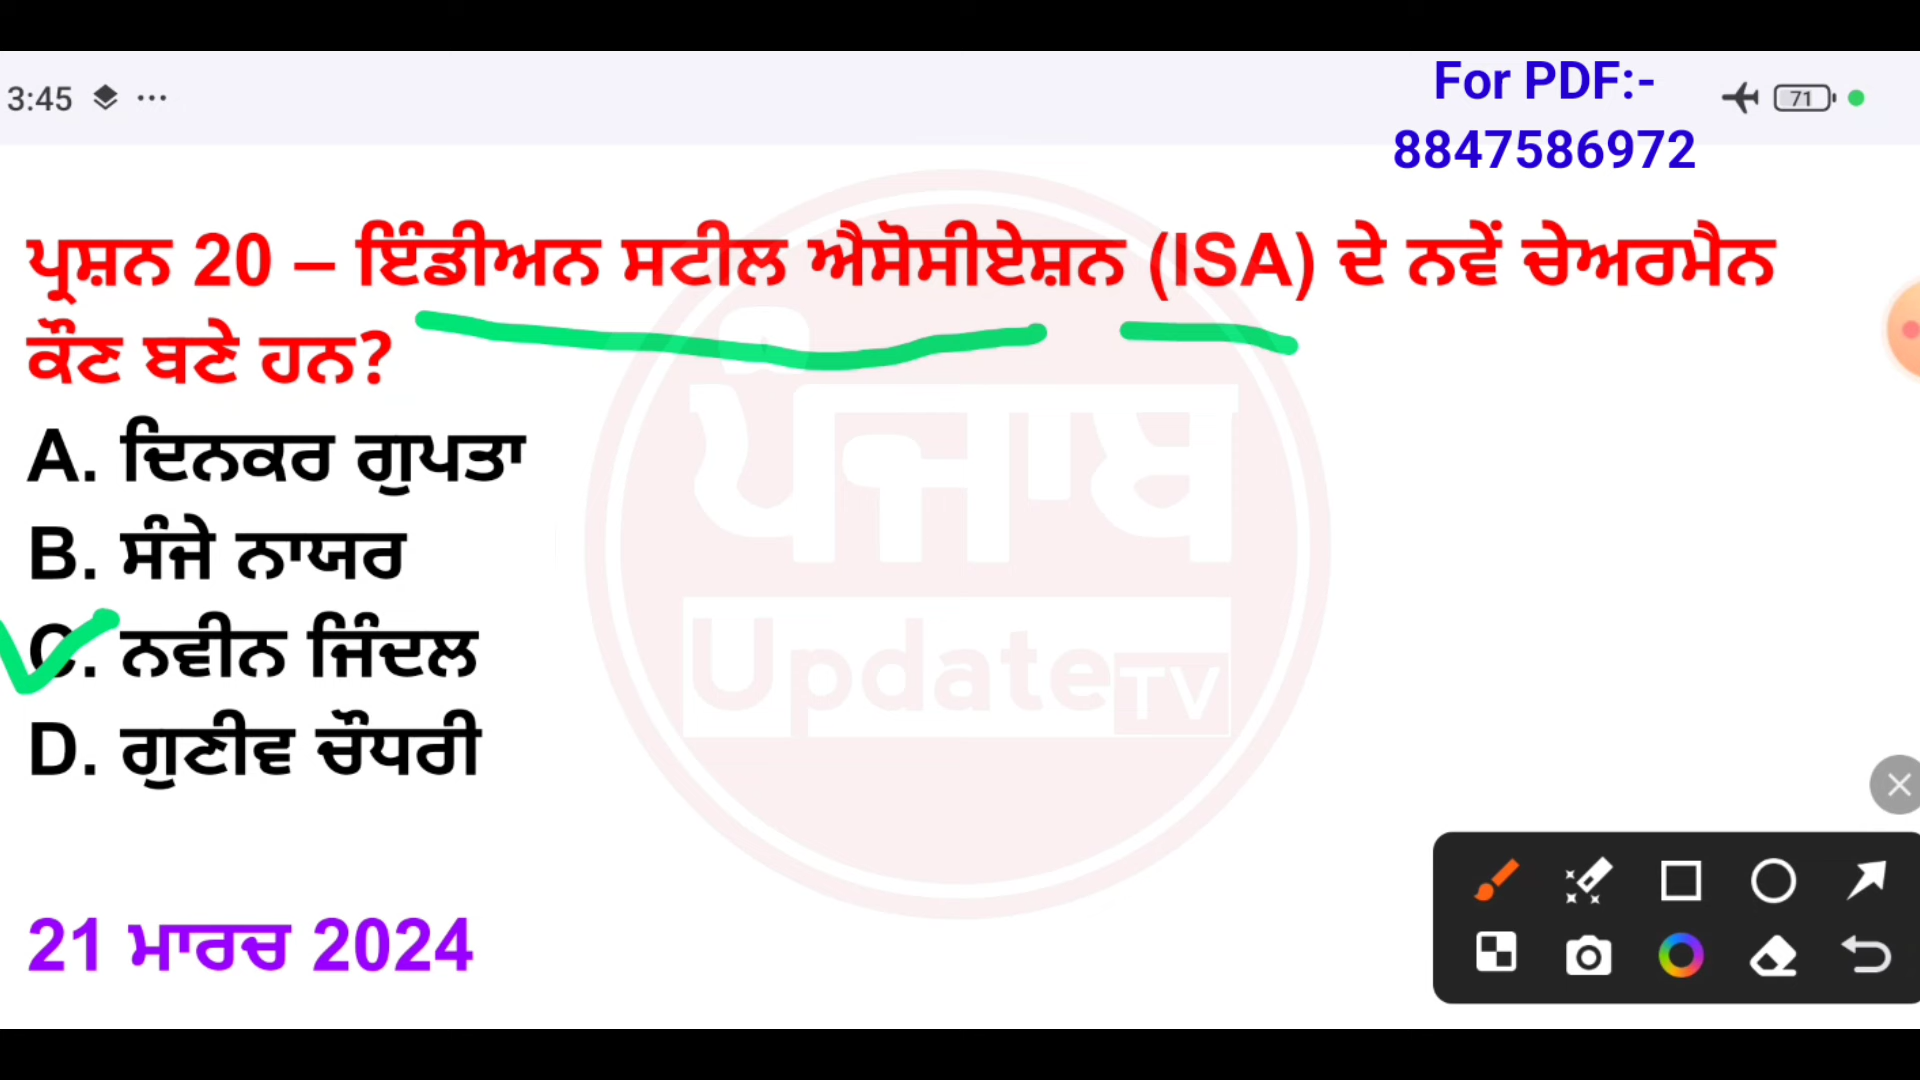 3:45 ...
For PDF:-
71
8847586972
ਪ੍ਰਸ਼ਨ 20 – ਇੰਡੀਅਨ ਸਟੀਲ ਐਸੋਸੀਏਸ਼ਨ (ISA) ਦੇ ਨਵੇਂ ਚੇਅਰਮੈਨ
ਕੌਣ ਬਣੇ ਹਨ?
A. ਦਿਨਕਰ ਗੁਪਤਾ
B. ਸੰਜੇ ਨਾਯਰ
C. ਨਵੀਨ ਜਿੰਦਲ
D. ਗੁਣੀਵ ਚੌਧਰੀ
21 ਮਾਰਚ 2024
ਪੰਜਾਬ
Update TV